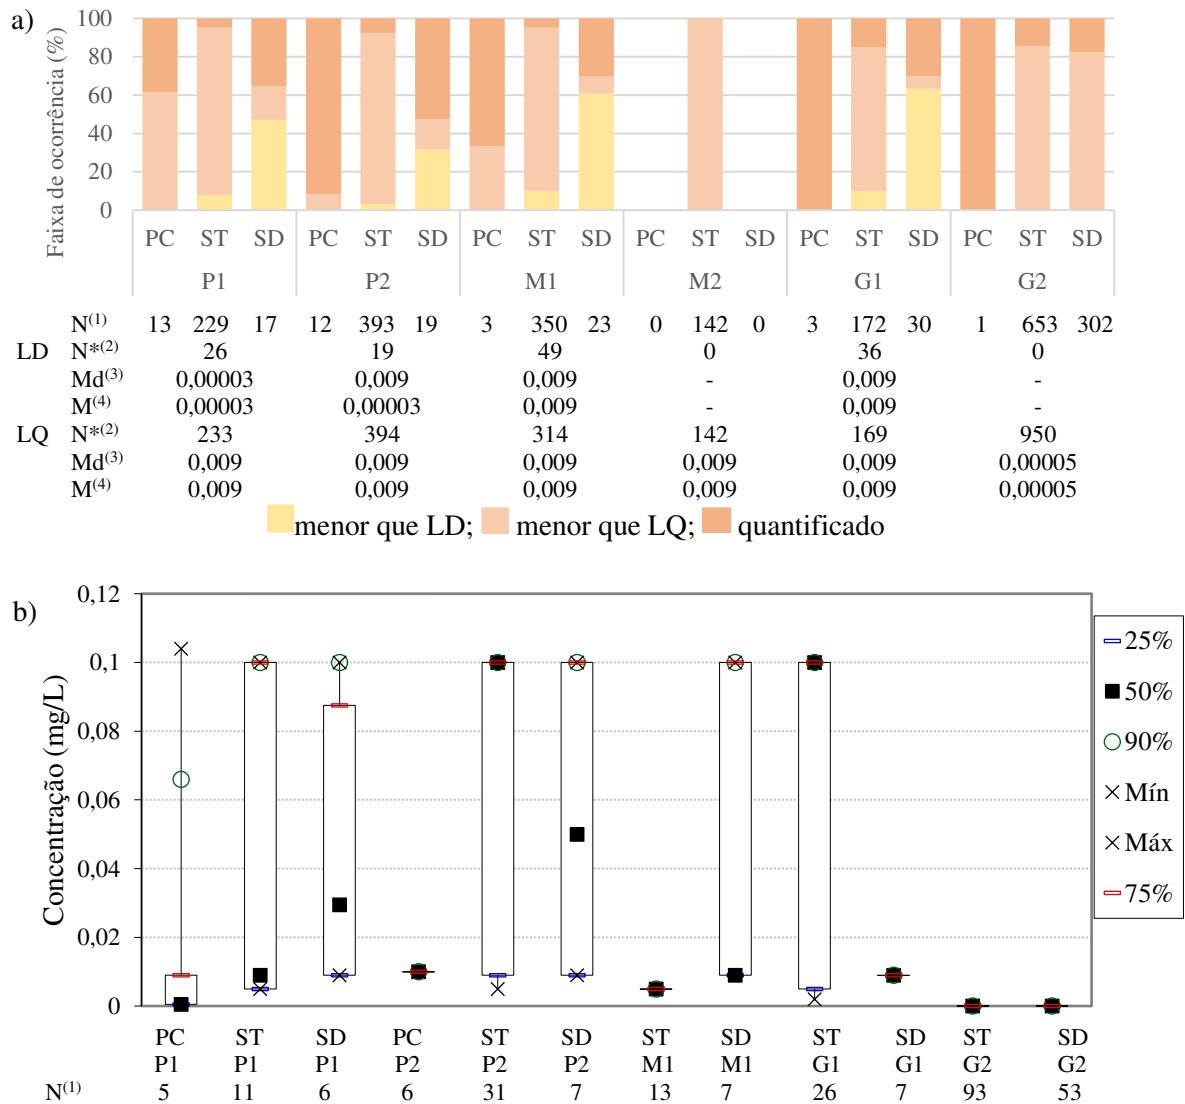 a)
Faixa de ocorrência (%)
100
80
60
40
20
0
PC ST SD PC ST SD PC ST SD PC ST SD PC ST SD PC ST SD
P1 P2 M1 M2 G1 G2
N(1) 13 229 17 12 393 19 3 350 23 0 142 0 3 172 30 1 653 302
LD N*(2) 26 19 49 0 36 0
Md(3) 0,00003 0,009 0,009 - 0,009 -
M(4) 0,00003 0,00003 0,009 - 0,009 -
LQ N*(2) 233 394 314 142 169 950
Md(3) 0,009 0,009 0,009 0,009 0,009 0,00005
M(4) 0,009 0,009 0,009 0,009 0,009 0,00005
menor que LD; menor que LQ; quantificado
b)
Concentração (mg/L)
0,12
0,1
0,08
0,06
0,04
0,02
0
25%
50%
90%
Mín
Máx
75%
PC ST SD PC ST SD ST SD ST SD ST SD
P1 P1 P1 P2 P2 P2 M1 M1 G1 G1 G2 G2
N(1) 5 11 6 6 31 7 13 7 26 7 93 53